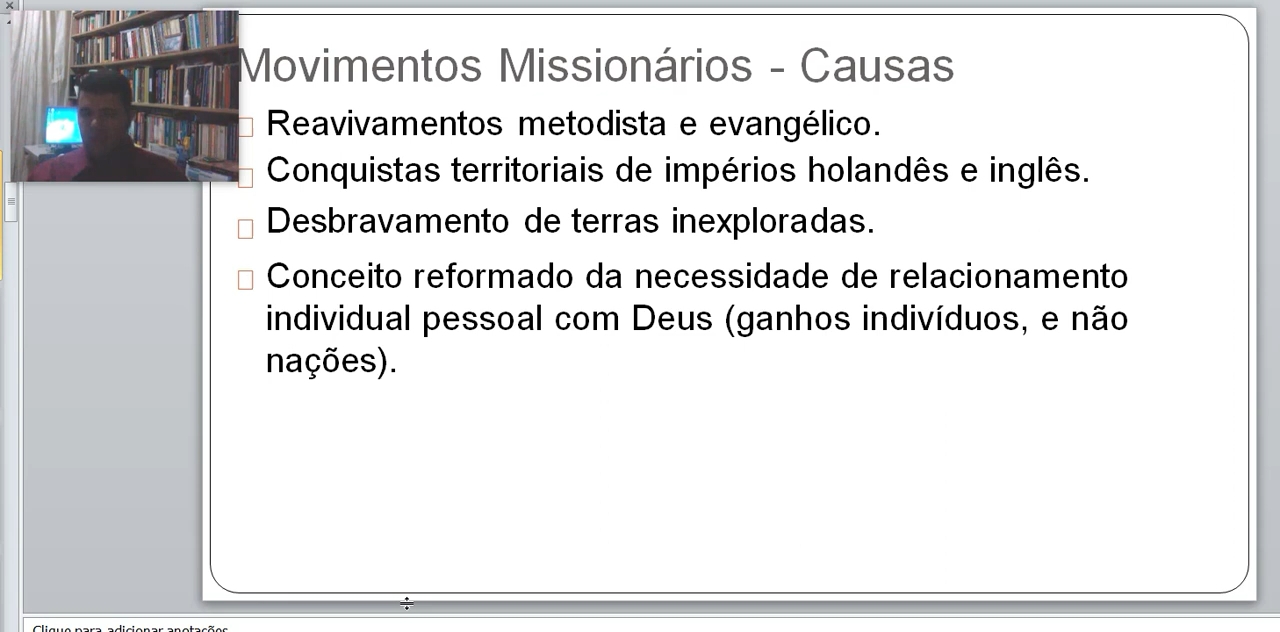 Movimentos Missionários - Causas
Reavivamentos metodista e evangélico.
Conquistas territoriais de impérios holandês e inglês.
Desbravamento de terras inexploradas.
Conceito reformado da necessidade de relacionamento
individual pessoal com Deus (ganhos indivíduos, e não
nações).
Clique para adicionar anotações